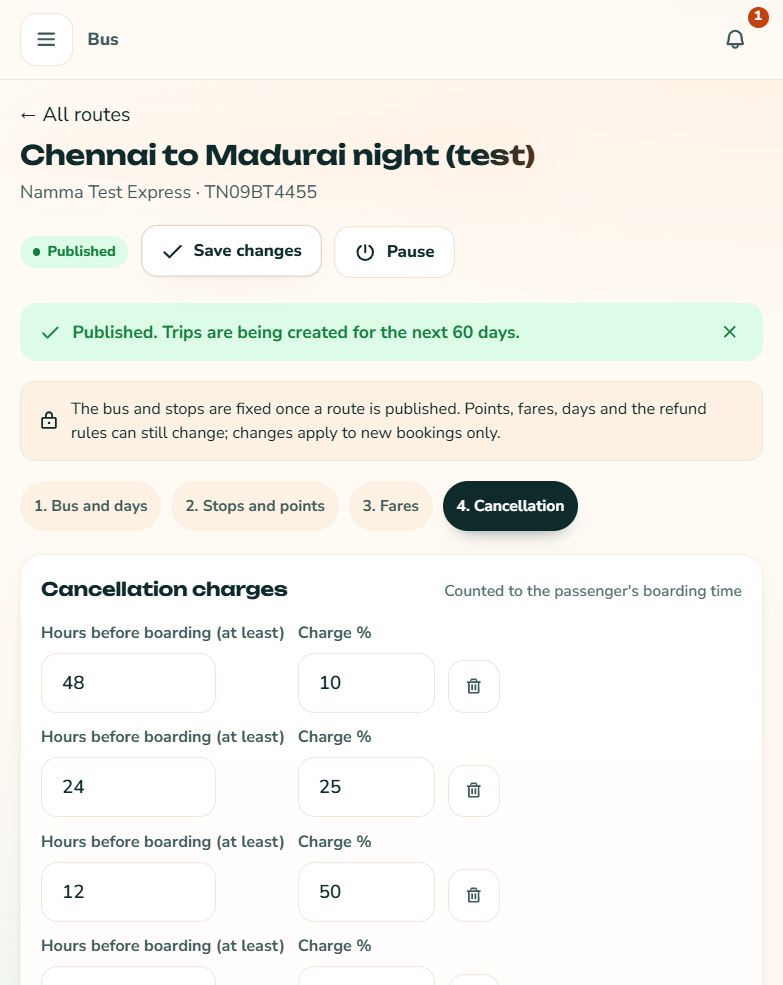 Bus
1
← All routes
Chennai to Madurai night (test)
Namma Test Express · TN09BT4455
Published
Save changes
Pause
Published. Trips are being created for the next 60 days.
The bus and stops are fixed once a route is published. Points, fares, days and the refund
rules can still change; changes apply to new bookings only.
1. Bus and days
2. Stops and points
3. Fares
4. Cancellation
Cancellation charges
Counted to the passenger's boarding time
Hours before boarding (at least) Charge %
48 10
Hours before boarding (at least) Charge %
24 25
Hours before boarding (at least) Charge %
12 50
Hours before boarding (at least) Charge %